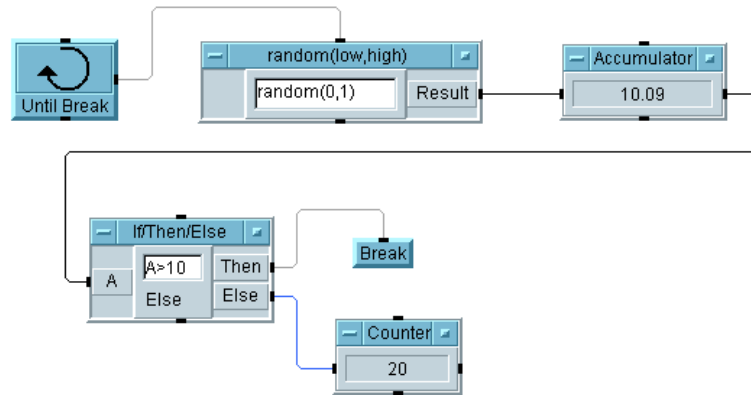 Until Break
random(low,high)
random(0,1)
Result
Accumulator
10.09
If/Then/Else
A
A>10
Else
Then
Else
Break
Counter
20